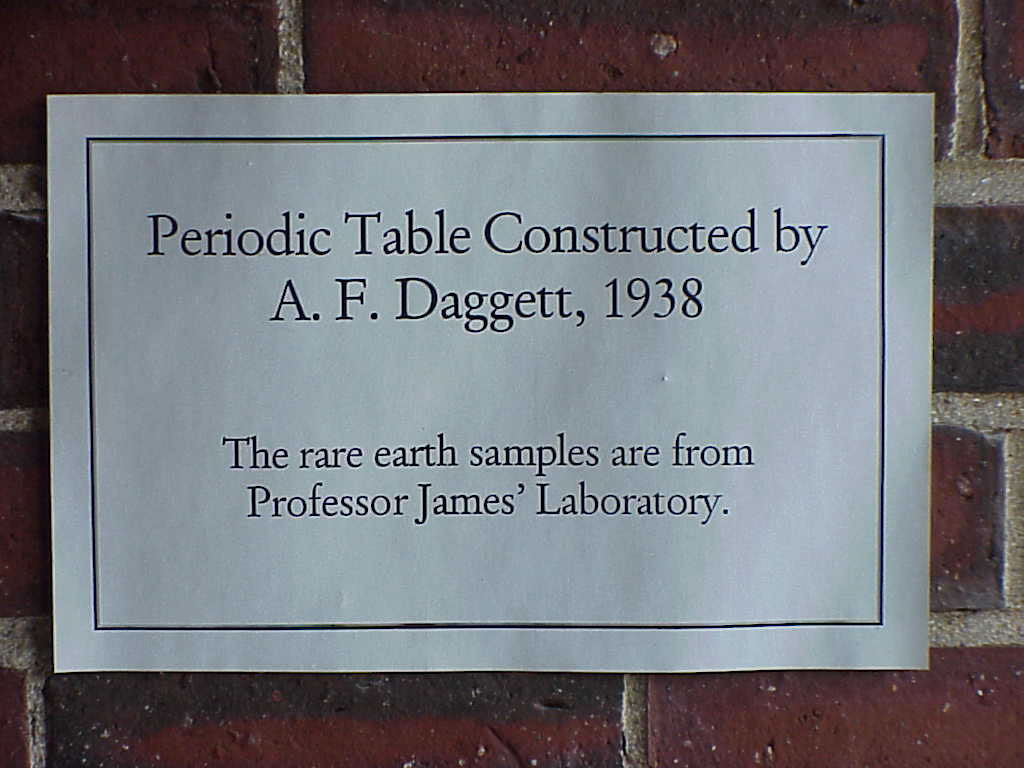 Periodic Table Constructed by
A. F. Daggett, 1938
The rare earth samples are from
Professor James’ Laboratory.